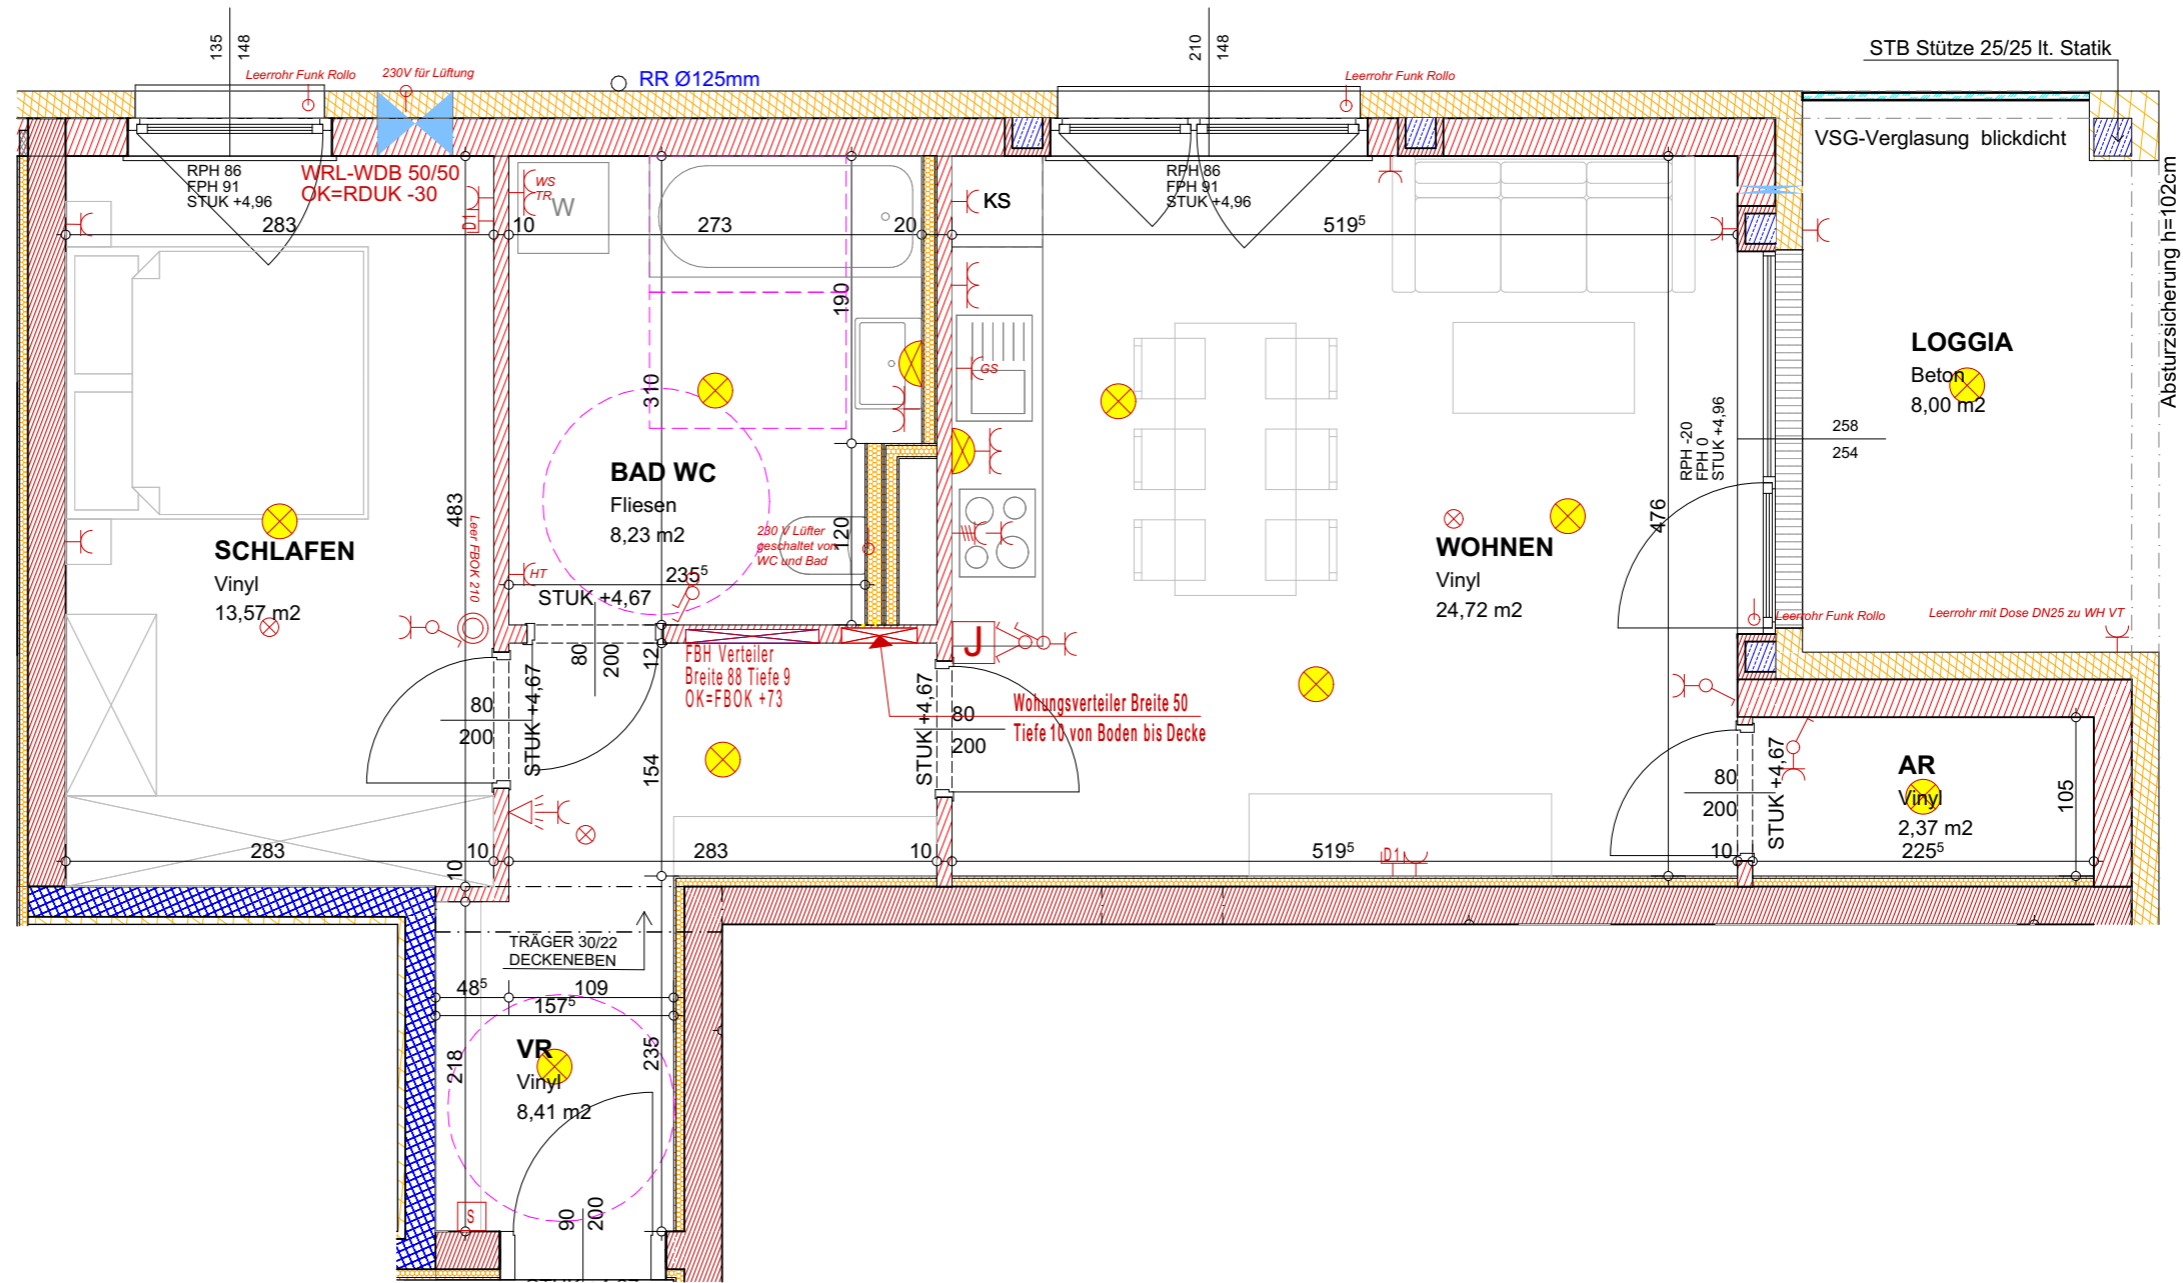 135
148
210
148
STB Stütze 25/25 lt. Statik
Leerrohr Funk Rollo
230V für Lüftung
RR Ø125mm
Leerrohr Funk Rollo
VSG-Verglasung blickdicht
Absturzsicherung h=102cm
RPH 86
FPH 91
STUK +4,96
WRL-WDB 50/50
OK=RDUK -30
D1
WS
TR
W
KS
RPH 86
FPH 91
STUK +4,96
283
10
273
20
519⁵
190
310
GS
LOGGIA
Beton
8,00 m2
RPH -20
FPH 0
STUK +4,96
258
254
483
BAD WC
Fliesen
8,23 m2
230 V Lüfter
geschaltet von
WC und Bad
120
476
SCHLAFEN
Vinyl
13,57 m2
Leer FBOK 210
HT
235⁵
STUK +4,67
WOHNEN
Vinyl
24,72 m2
Leerrohr Funk Rollo
Leerrohr mit Dose DN25 zu WH VT
80
200
12
FBH Verteiler
Breite 88 Tiefe 9
OK=FBOK +73
J
80
200
STUK +4,67
STUK +4,67
80
200
Wohungsverteiler Breite 50
Tiefe 10 von Boden bis Decke
154
80
200
STUK +4,67
AR
Vinyl
2,37 m2
105
283
10
283
10
519⁵
D1
10
225⁵
10
TRÄGER 30/22
DECKENEBEN
48⁵
109
157⁵
218
235
VR
Vinyl
8,41 m2
S
90
200